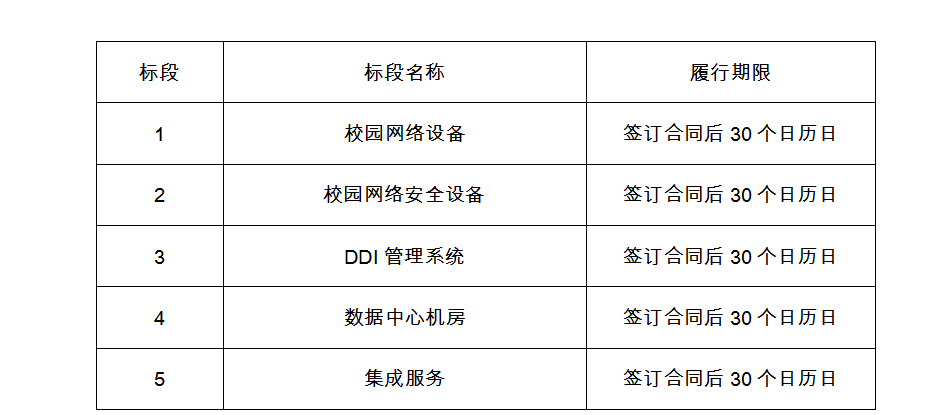 标段 标段名称 履行期限
1 校园网络设备 签订合同后 30 个日历日
2 校园网络安全设备 签订合同后 30 个日历日
3 DDI 管理系统 签订合同后 30 个日历日
4 数据中心机房 签订合同后 30 个日历日
5 集成服务 签订合同后 30 个日历日